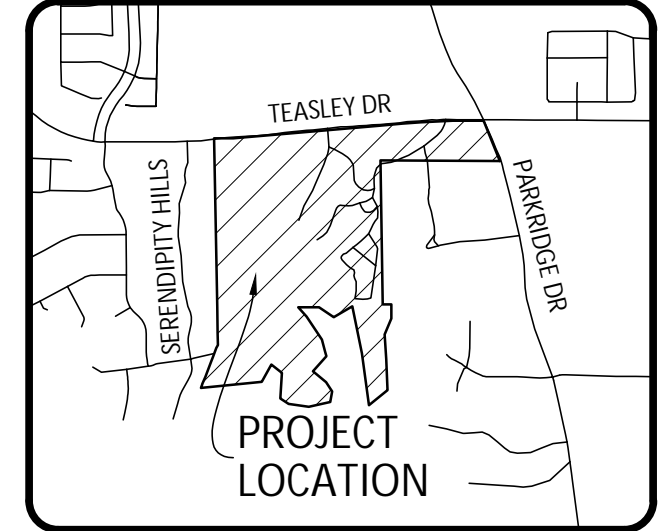 TEASLEY DR
SERENDIPITY HILLS
PARKRIDGE DR
PROJECT
LOCATION